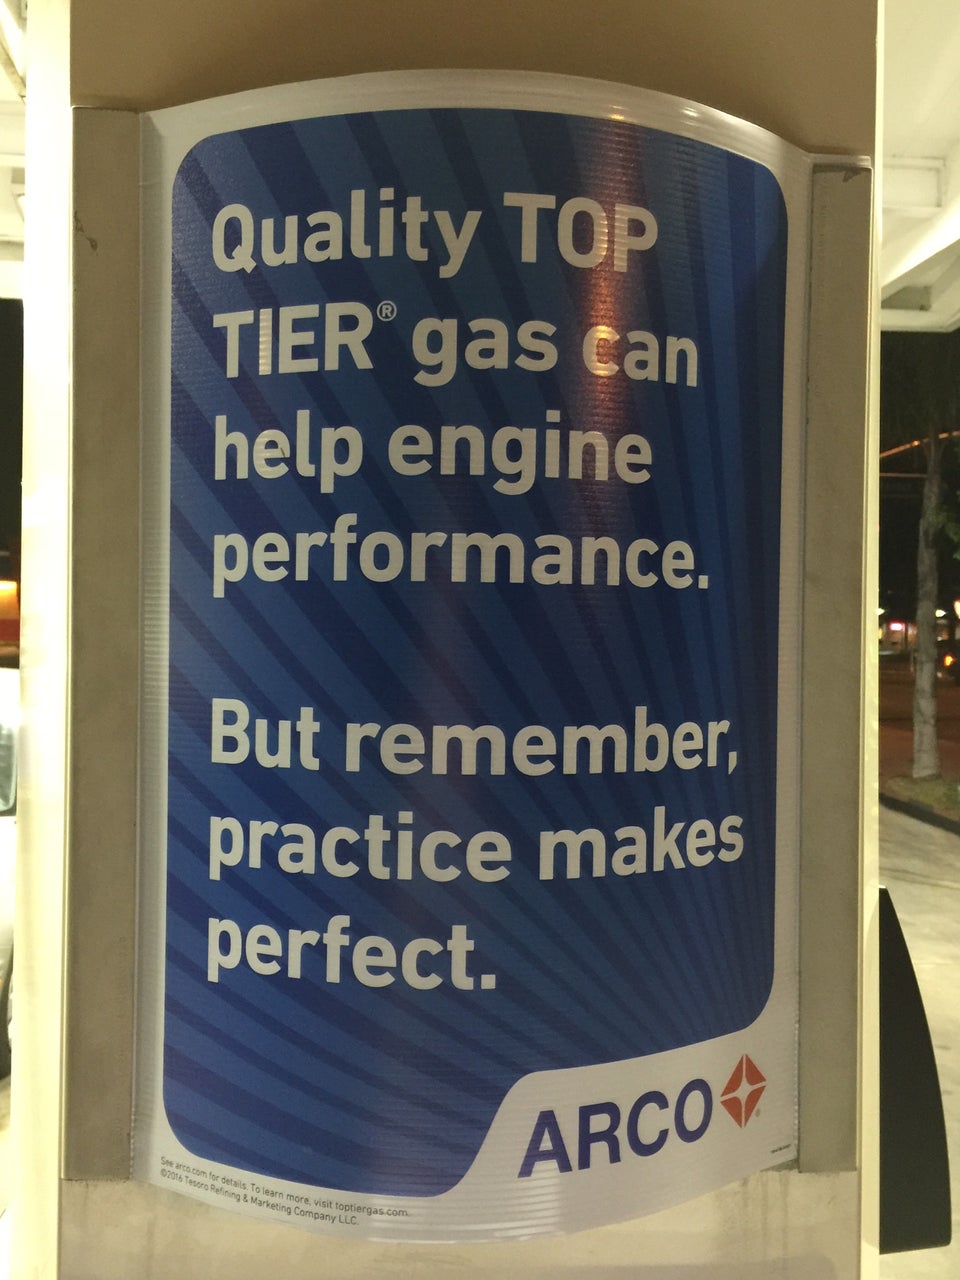 Quality TOP
TIER® gas can
help engine
performance.
But remember,
practice makes
perfect.
ARCO
See arco.com for details. To learn more, visit toptiergas.com.
©2016 Tesoro Refining & Marketing Company LLC.